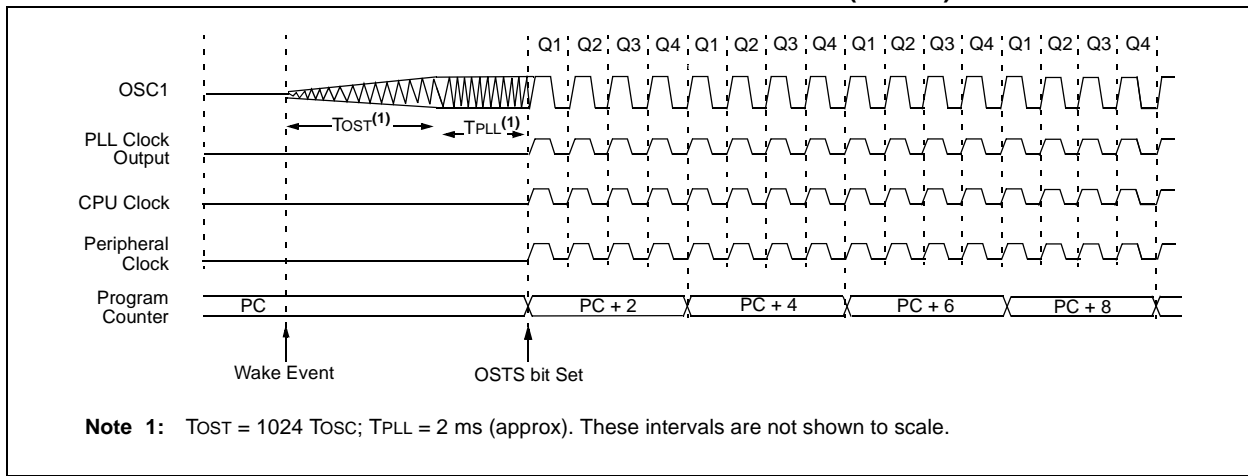 Q1 Q2 Q3 Q4 Q1 Q2 Q3 Q4 Q1 Q2 Q3 Q4 Q1 Q2 Q3 Q4
OSC1
TOST(1) TPLL(1)
PLL Clock
Output
CPU Clock
Peripheral
Clock
Program
Counter
PC PC + 2 PC + 4 PC + 6 PC + 8
Wake Event OSTS bit Set
Note 1: TOST = 1024 TOSC; TPLL = 2 ms (approx). These intervals are not shown to scale.